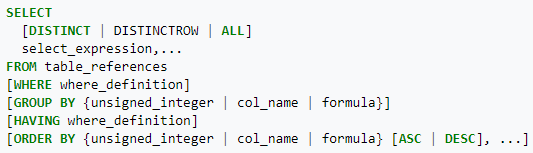 SELECT
[DISTINCT | DISTINCTROW | ALL]
select_expression,...
FROM table_references
[WHERE where_definition]
[GROUP BY {unsigned_integer | col_name | formula}]
[HAVING where_definition]
[ORDER BY {unsigned_integer | col_name | formula} [ASC | DESC], ...]